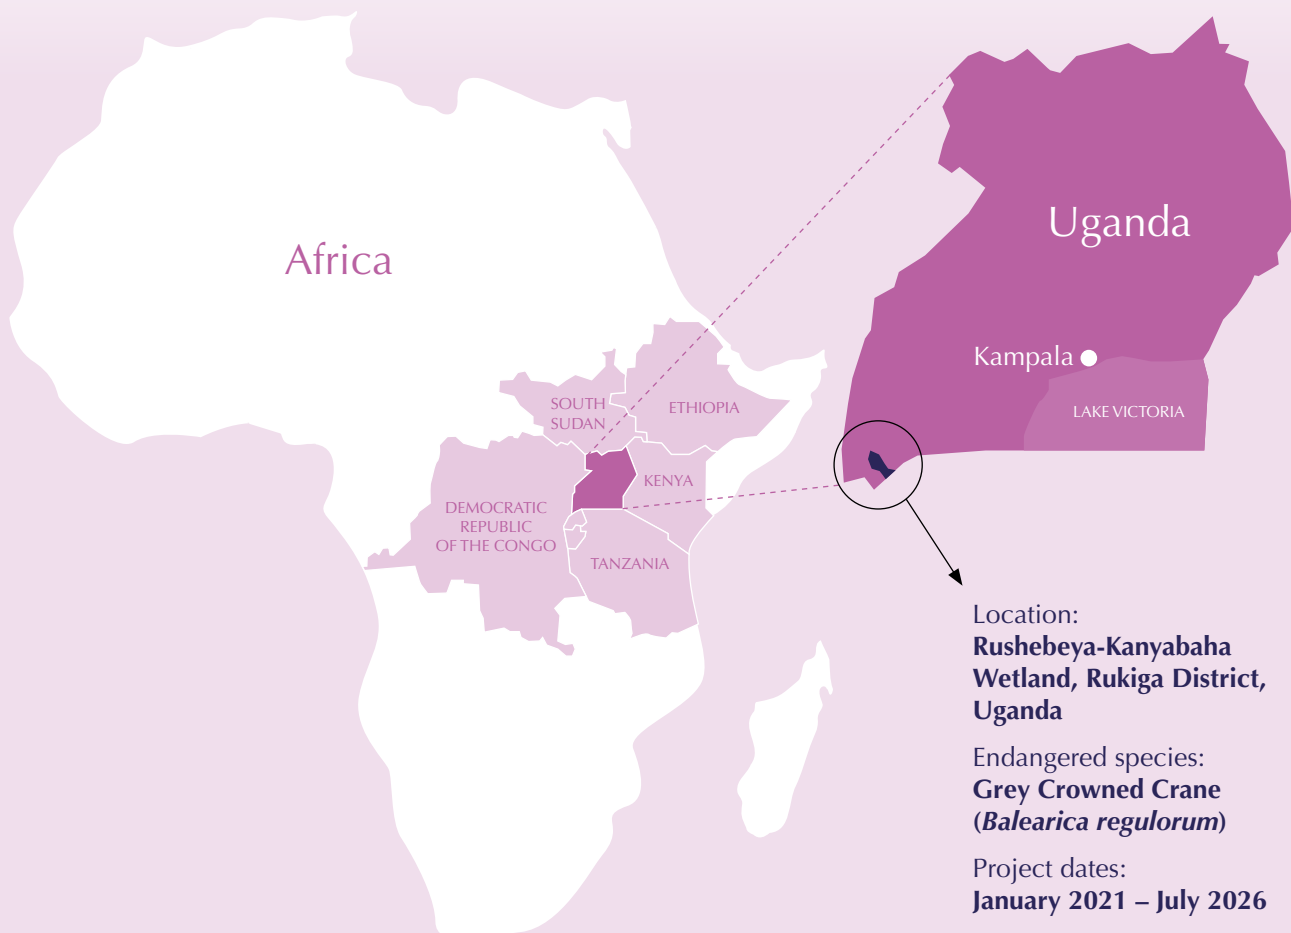 Africa
Uganda
Kampala
LAKE VICTORIA
SOUTH
SUDAN
ETHIOPIA
KENYA
DEMOCRATIC
REPUBLIC
OF THE CONGO
TANZANIA
Location:
Rushebeya-Kanyabaha
Wetland, Rukiga District,
Uganda
Endangered species:
Grey Crowned Crane
(Balearica regulorum)
Project dates:
January 2021 – July 2026